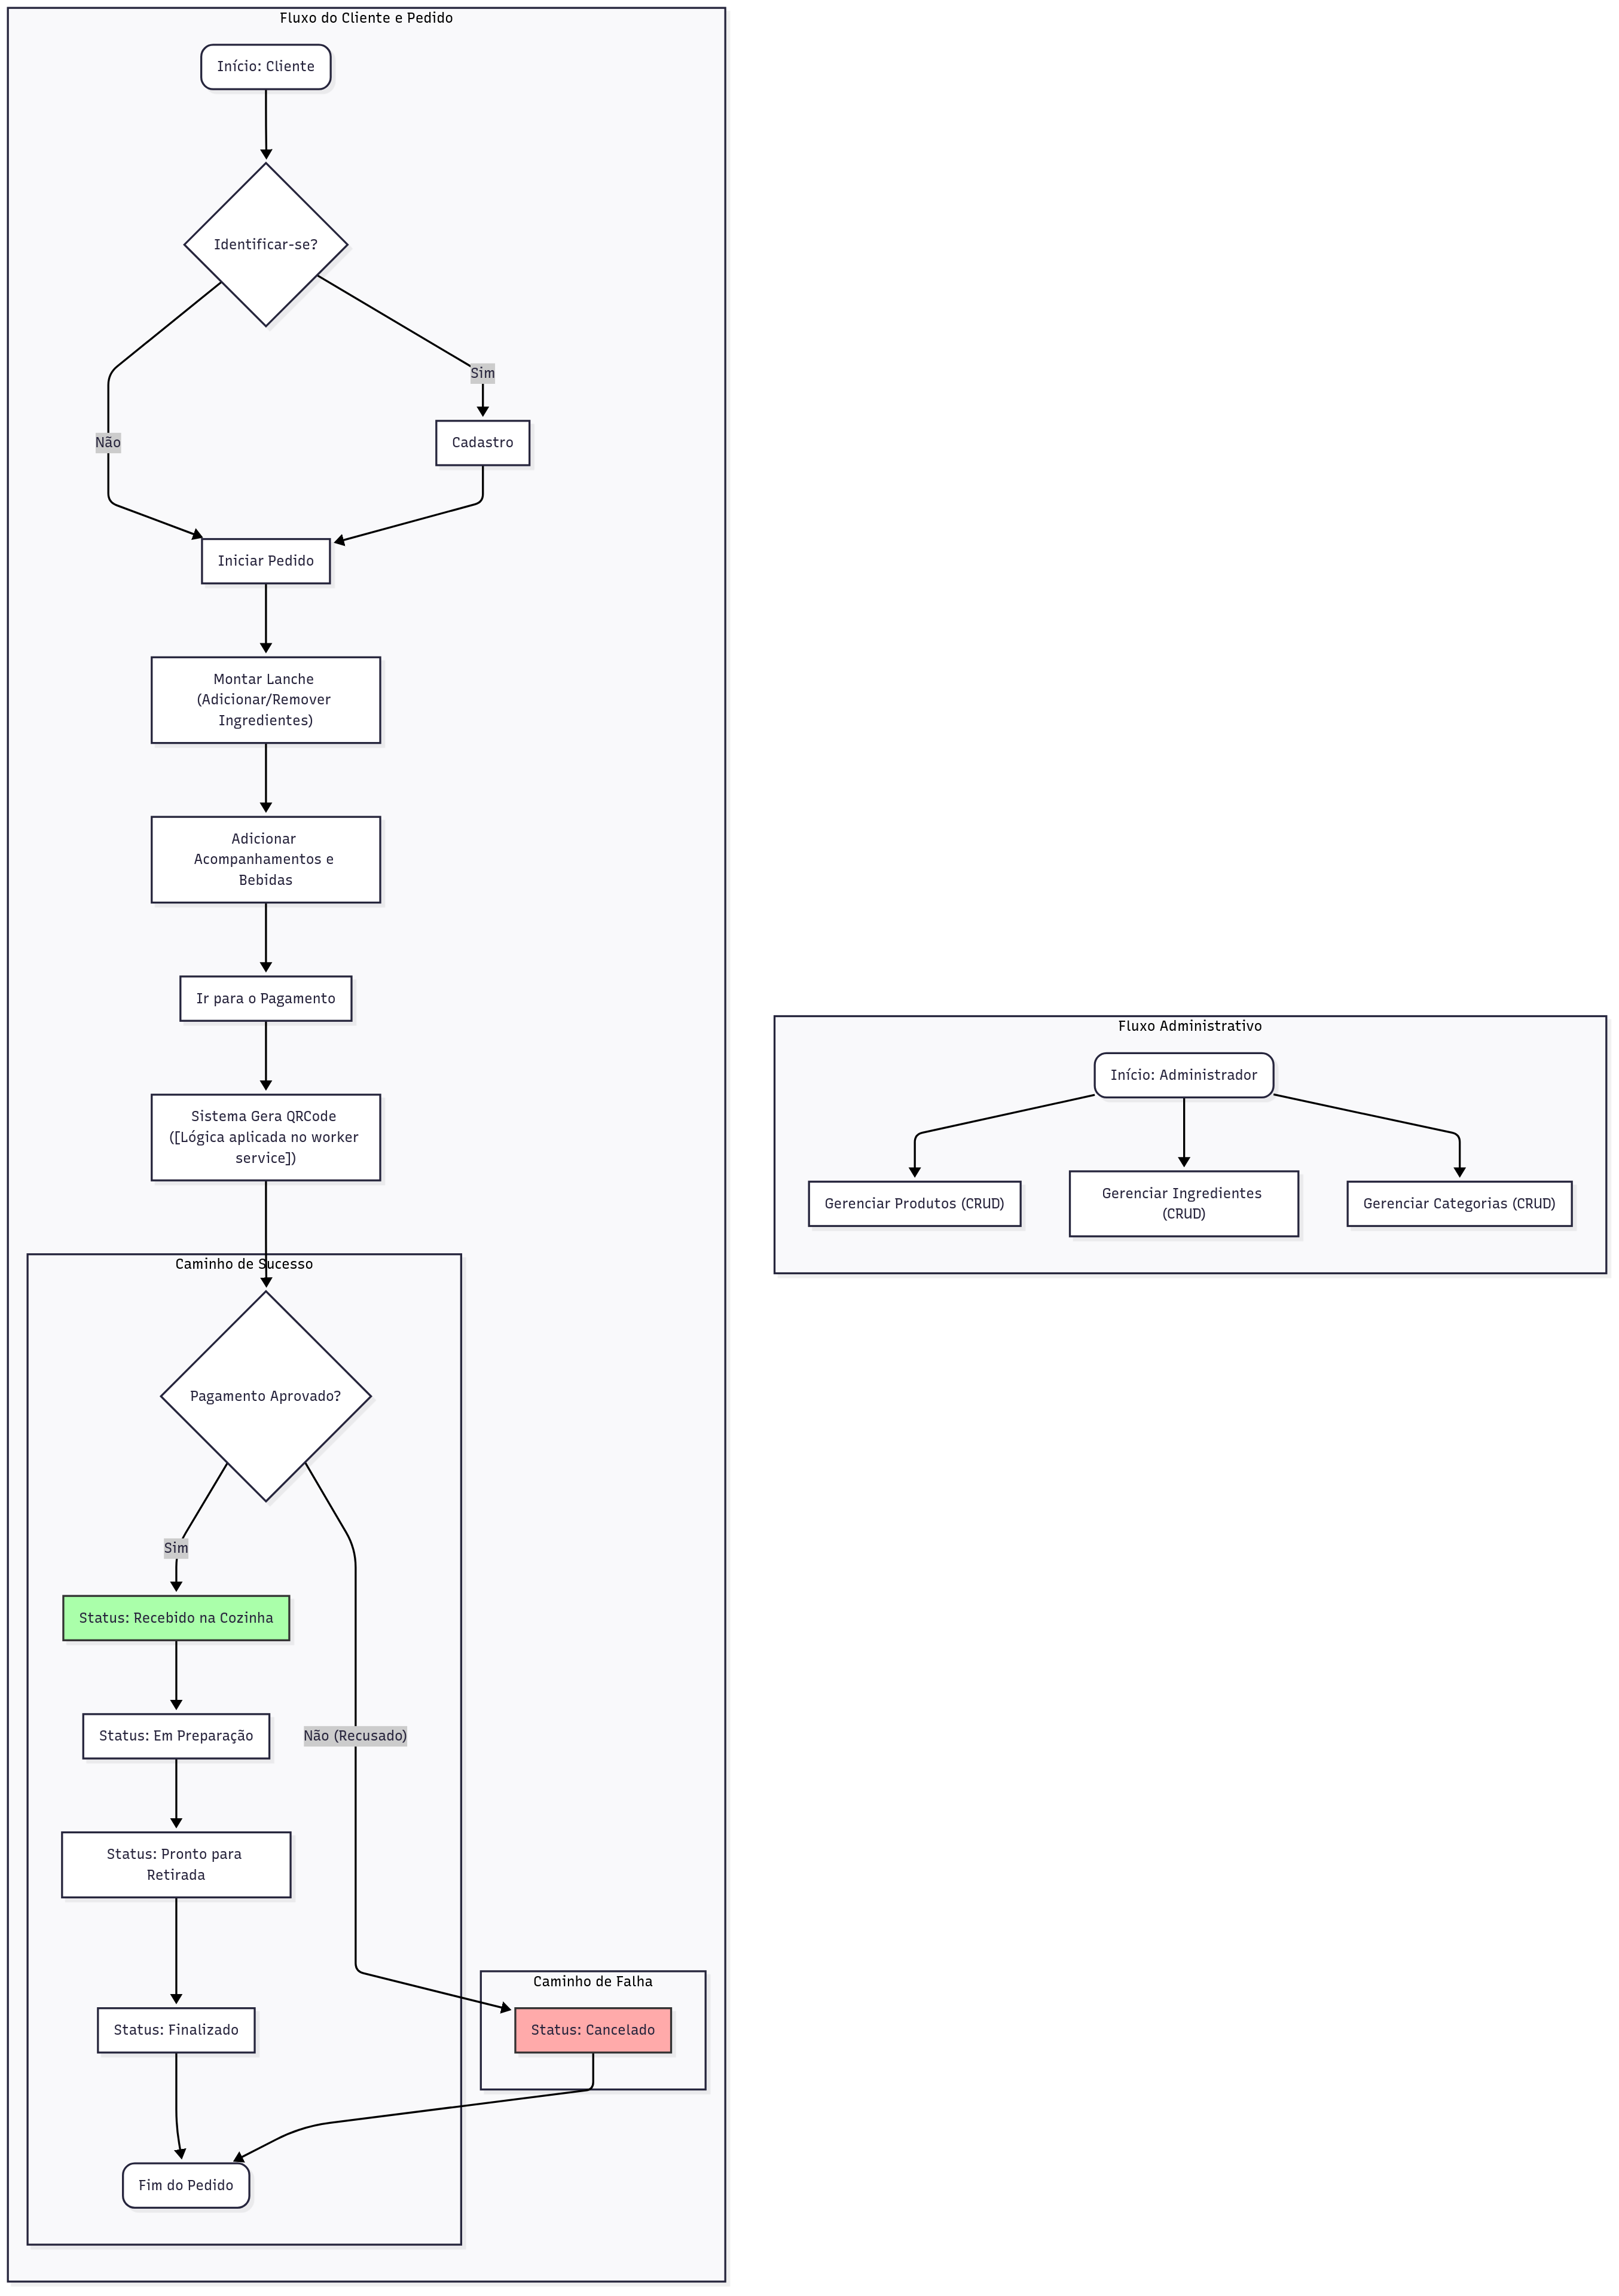 Fluxo do Cliente e Pedido
Início: Cliente
Identificar-se?
Sim
Não
Cadastro
Iniciar Pedido
Montar Lanche
(Adicionar/Remover
Ingredientes)
Adicionar
Acompanhamentos e
Bebidas
Ir para o Pagamento
Sistema Gera QRCode
([Lógica aplicada no worker
service])
Caminho de Sucesso
Pagamento Aprovado?
Sim
Status: Recebido na Cozinha
Status: Em Preparação
Não (Recusado)
Status: Pronto para
Retirada
Caminho de Falha
Status: Finalizado
Status: Cancelado
Fim do Pedido
Fluxo Administrativo
Início: Administrador
Gerenciar Produtos (CRUD)
Gerenciar Ingredientes
(CRUD)
Gerenciar Categorias (CRUD)